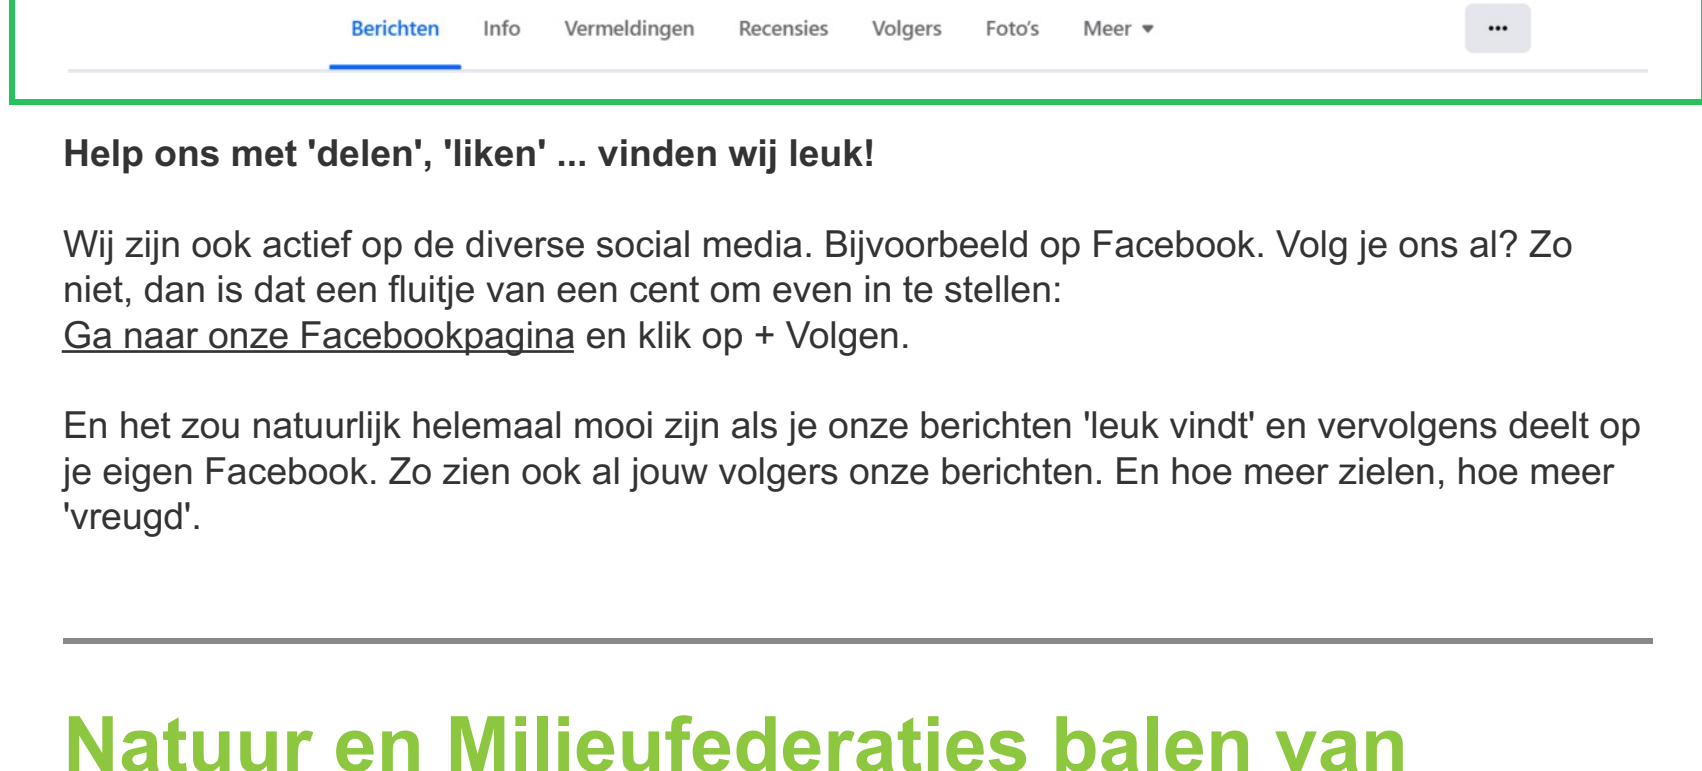 Berichten Info Vermeldingen Recensies Volgers Foto's Meer ▼ ...
Help ons met 'delen', 'liken' ... vinden wij leuk!
Wij zijn ook actief op de diverse social media. Bijvoorbeeld op Facebook. Volg je ons al? Zo
niet, dan is dat een fluitje van een cent om even in te stellen:
Ga naar onze Facebookpagina en klik op + Volgen.
En het zou natuurlijk helemaal mooi zijn als je onze berichten 'leuk vindt' en vervolgens deelt op
je eigen Facebook. Zo zien ook al jouw volgers onze berichten. En hoe meer zielen, hoe meer
'vreugd'.
Natuur en Milieufederaties balen van